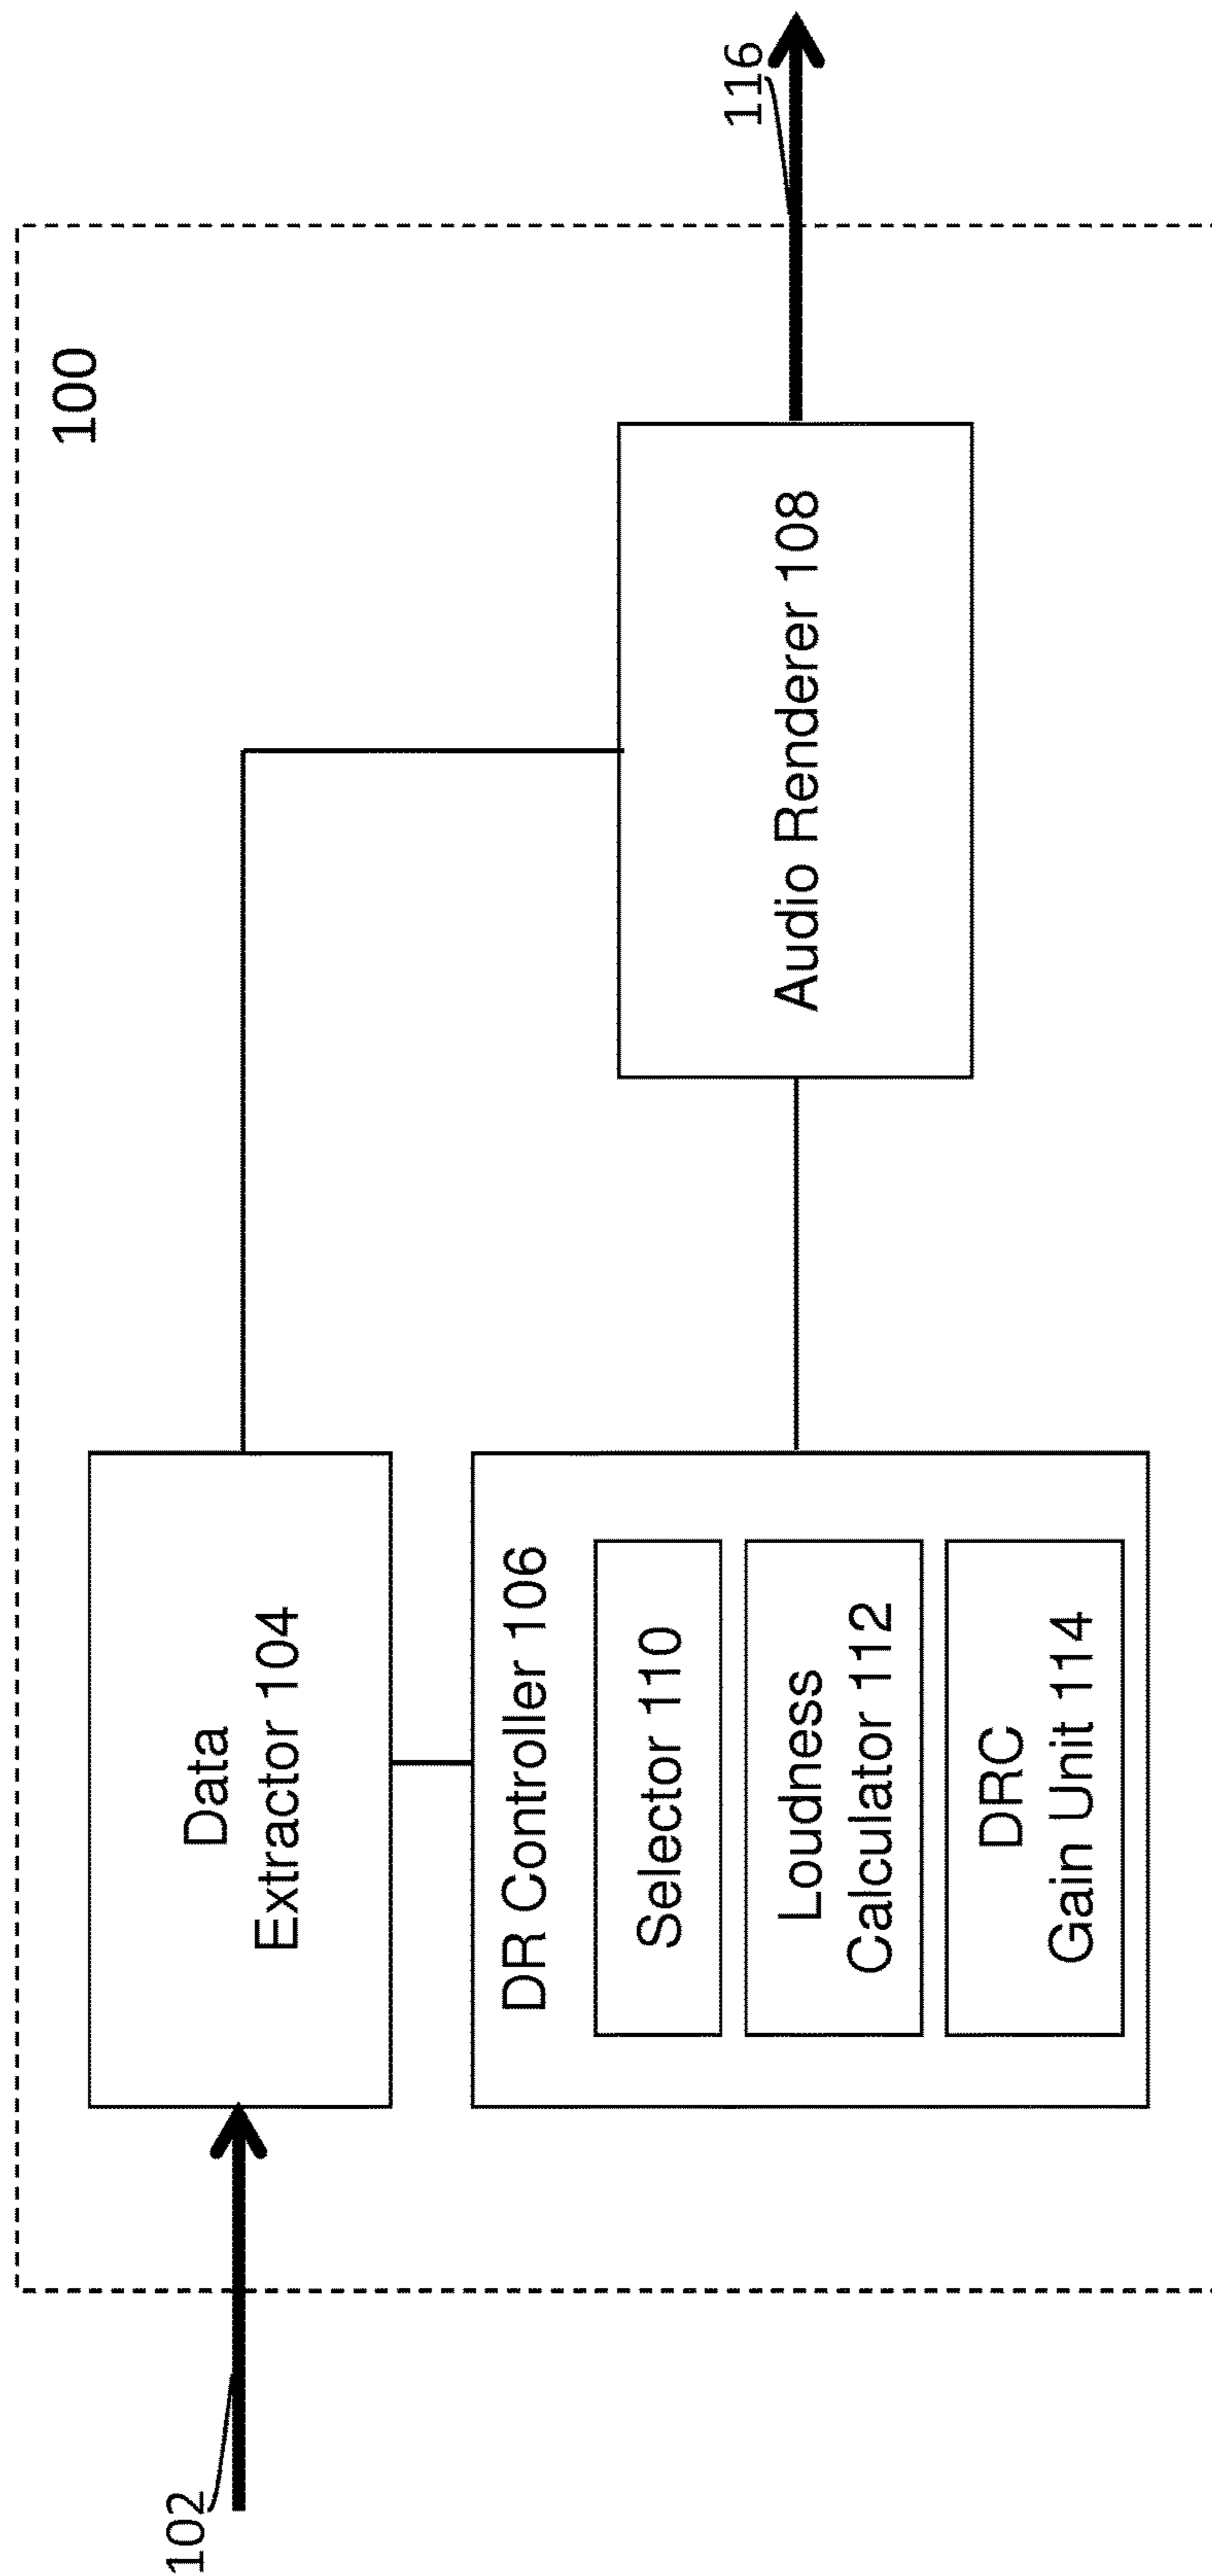 100
102
Data
Extractor 104
DR Controller 106
Selector 110
Loudness
Calculator 112
DRC
Gain Unit 114
Audio Renderer 108
116